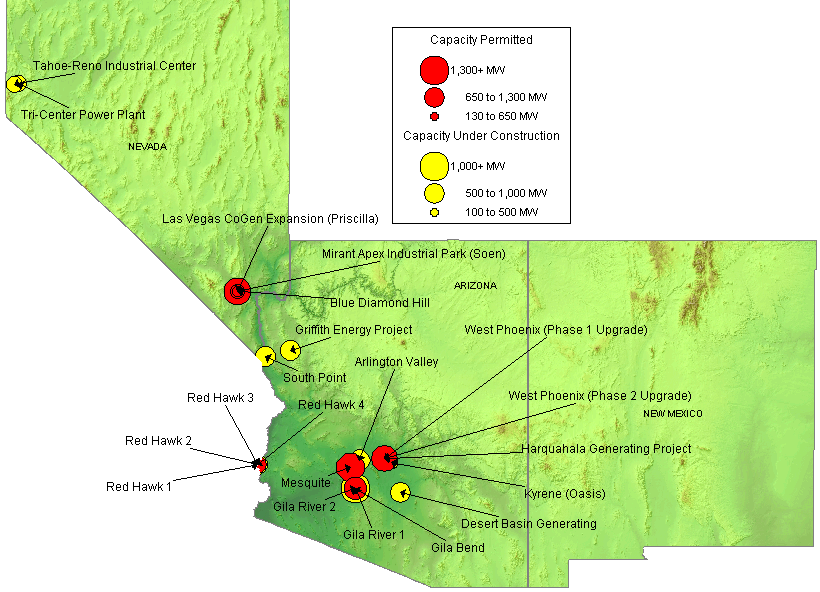 Capacity Permitted
1,300+ MW
650 to 1,300 MW
130 to 650 MW
Capacity Under Construction
1,000+ MW
500 to 1,000 MW
100 to 500 MW
Tahoe-Reno Industrial Center
Tri-Center Power Plant
NEVADA
Las Vegas CoGen Expansion (Priscilla)
Mirant Apex Industrial Park (Soen)
ARIZONA
Blue Diamond Hill
Griffith Energy Project
West Phoenix (Phase 1 Upgrade)
Arlington Valley
South Point
Red Hawk 3
West Phoenix (Phase 2 Upgrade)
Red Hawk 4
NEW MEXICO
Red Hawk 2
Harquahala Generating Project
Mesquite
Red Hawk 1
Kyrene (Oasis)
Gila River 2
Desert Basin Generating
Gila River 1
Gila Bend